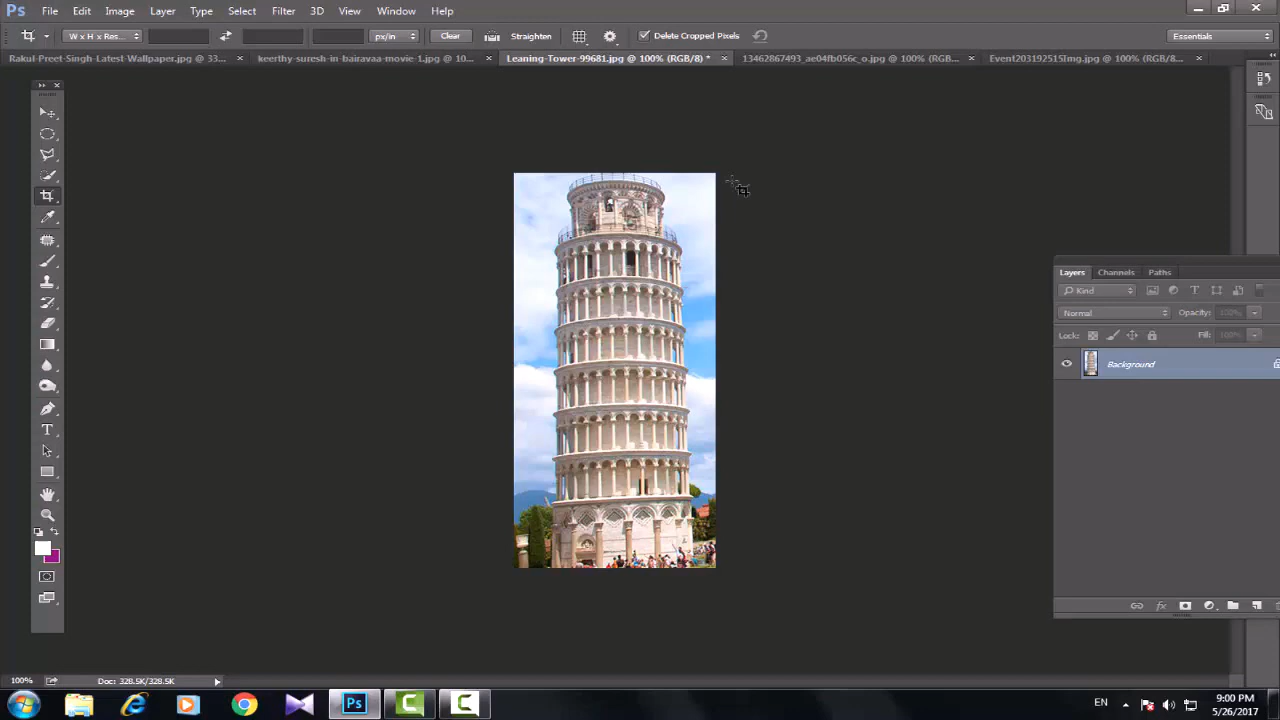 Ps File Edit Image Layer Type Select Filter 3D View Window Help
W x H x Res... px/in Clear Straighten Delete Cropped Pixels Essentials
Rakul-Preet-Singh-Latest-Wallpaper.jpg @ 33... × keerthy-suresh-in-bairavaa-movie-1.jpg @ 10... × Leaning-Tower-99681.jpg @ 100% (RGB/8) * × 13462867493_ae04fb056c_o.jpg @ 100% (RGB... × Event203192515Img.jpg @ 100% (RGB/8... ×
Layers Channels Paths
Kind
Normal Opacity: 100%
Lock: Fill: 100%
Background
T
100% Doc: 328.5K/328.5K
Ps EN 9:00 PM
5/26/2017